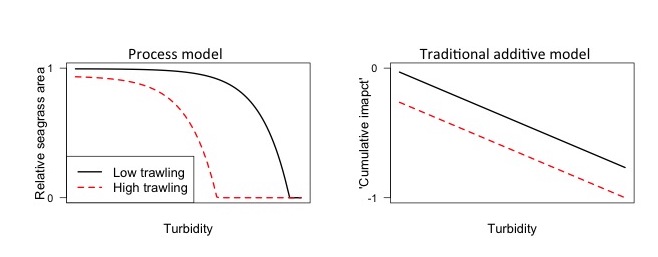 Process model
Relative seagrass area
1
0
Low trawling
High trawling
Turbidity
Traditional additive model
'Cumulative imapct'
0
-1
Turbidity